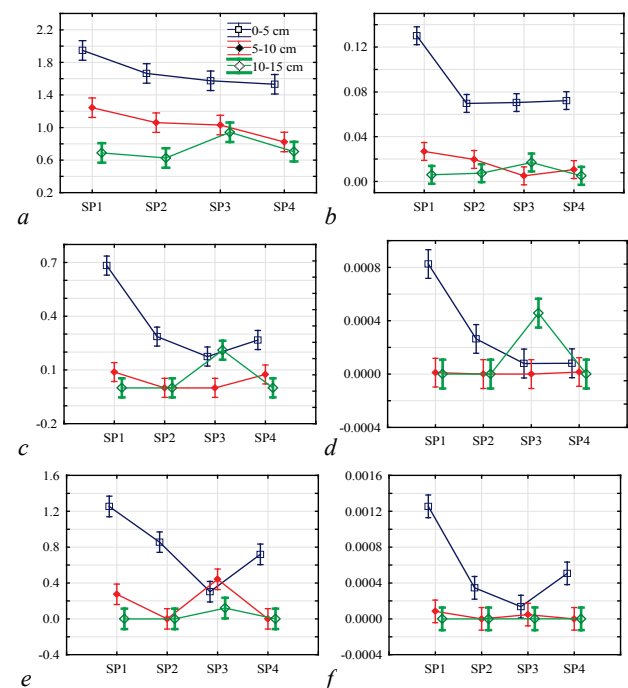 2.2
1.8
1.4
1.0
0.6
0.2
0-5 cm
5-10 cm
10-15 cm
SP1 SP2 SP3 SP4
a
0.12
0.08
0.04
0.00
SP1 SP2 SP3 SP4
b
0.7
0.4
0.1
-0.2
SP1 SP2 SP3 SP4
c
0.0008
0.0004
0.0000
-0.0004
SP1 SP2 SP3 SP4
d
1.6
1.2
0.8
0.4
0.0
-0.4
SP1 SP2 SP3 SP4
e
0.0016
0.0012
0.0008
0.0004
0.0000
-0.0004
SP1 SP2 SP3 SP4
f